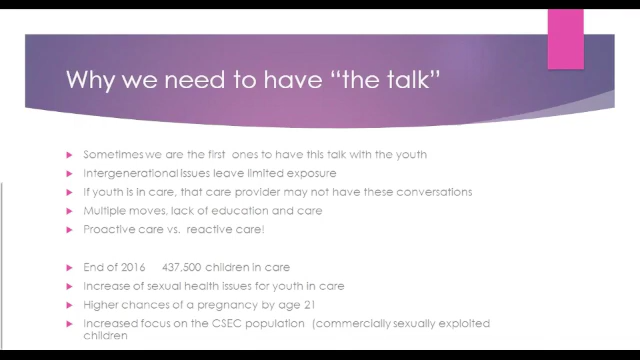 Why we need to have “the talk”
Sometimes we are the first ones to have this talk with the youth
Intergenerational issues leave limited exposure
If youth is in care, that care provider may not have these conversations
Multiple moves, lack of education and care
Proactive care vs. reactive care!
End of 2016 437,500 children in care
Increase of sexual health issues for youth in care
Higher chances of a pregnancy by age 21
Increased focus on the CSEC population (commercially sexually exploited
children